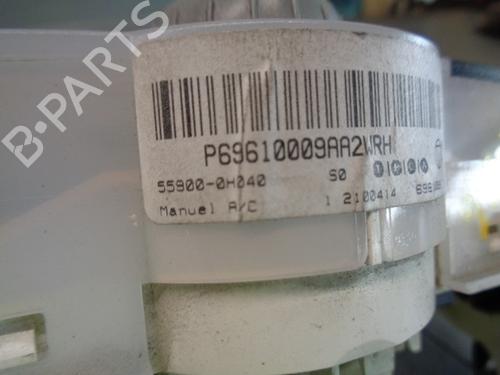 B-PARTS
P69610009AA2WRH
55900-0H040 S0
Manuel A/C 1 2100414